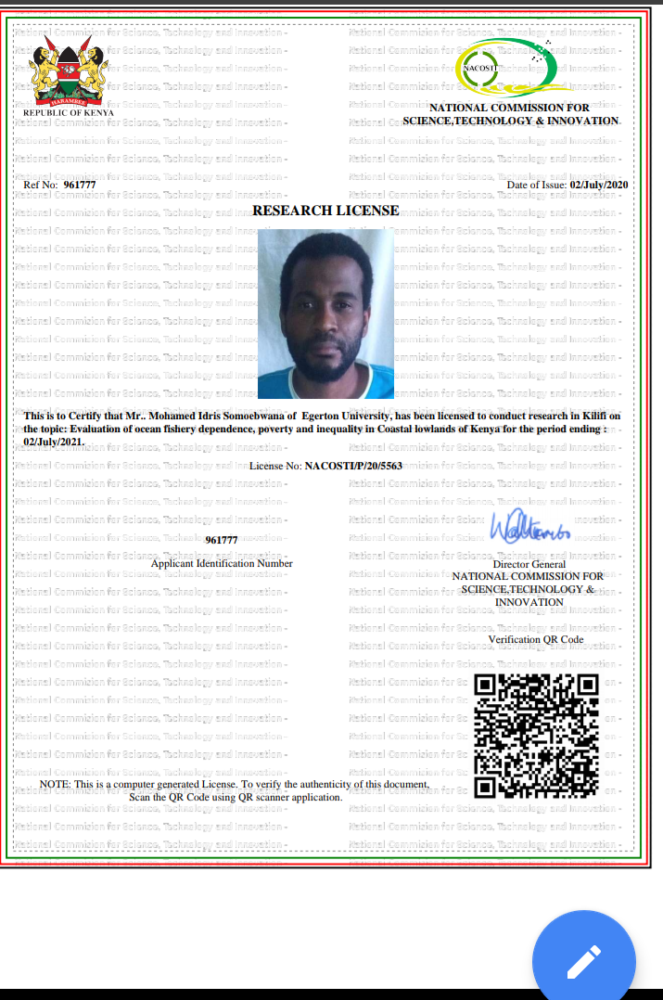 HARAMBEE
REPUBLIC OF KENYA
NACOSTI
NATIONAL COMMISSION FOR
SCIENCE,TECHNOLOGY & INNOVATION
Ref No: 961777
Date of Issue: 02/July/2020
RESEARCH LICENSE
This is to Certify that Mr.. Mohamed Idris Somoebwana of Egerton University, has been licensed to conduct research in Kilifi on
the topic: Evaluation of ocean fishery dependence, poverty and inequality in Coastal lowlands of Kenya for the period ending :
02/July/2021.
License No: NACOSTI/P/20/5563
961777
Applicant Identification Number
Director General
NATIONAL COMMISSION FOR
SCIENCE,TECHNOLOGY &
INNOVATION
Verification QR Code
NOTE: This is a computer generated License. To verify the authenticity of this document,
Scan the QR Code using QR scanner application.